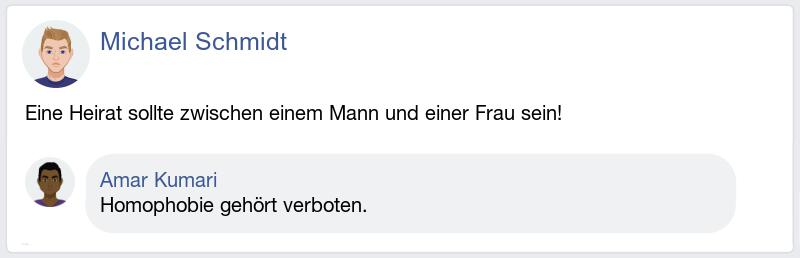 Michael Schmidt
Eine Heirat sollte zwischen einem Mann und einer Frau sein!
Amar Kumari
Homophobie gehört verboten.